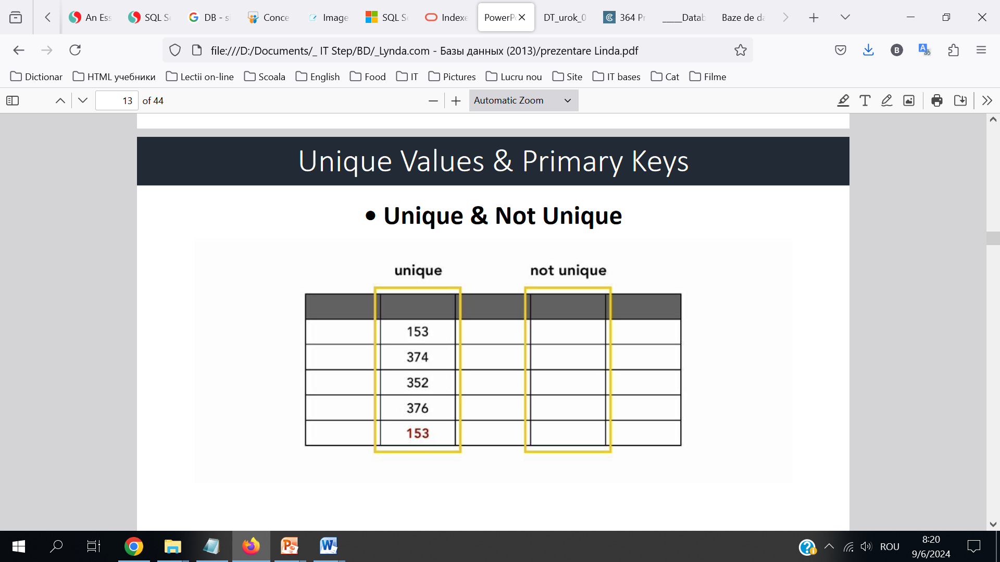 An Ess
SQL S
DB - si
Conce
Image
SQL S
Indexe
PowerP
DT_urok_0
364 Pr
_____Datab
Baze de da
file:///D:/Documents/_ IT Step/BD/_Lynda.com - Базы данных (2013)/prezentare Linda.pdf
B
Dictionar
HTML учебники
Lectii on-line
Scoala
English
Food
IT
Pictures
Lucru nou
Site
IT bases
Cat
Filme
13 of 44
Automatic Zoom
Unique Values & Primary Keys
• Unique & Not Unique
unique not unique
153
374
352
376
153
ROU
8:20
9/6/2024